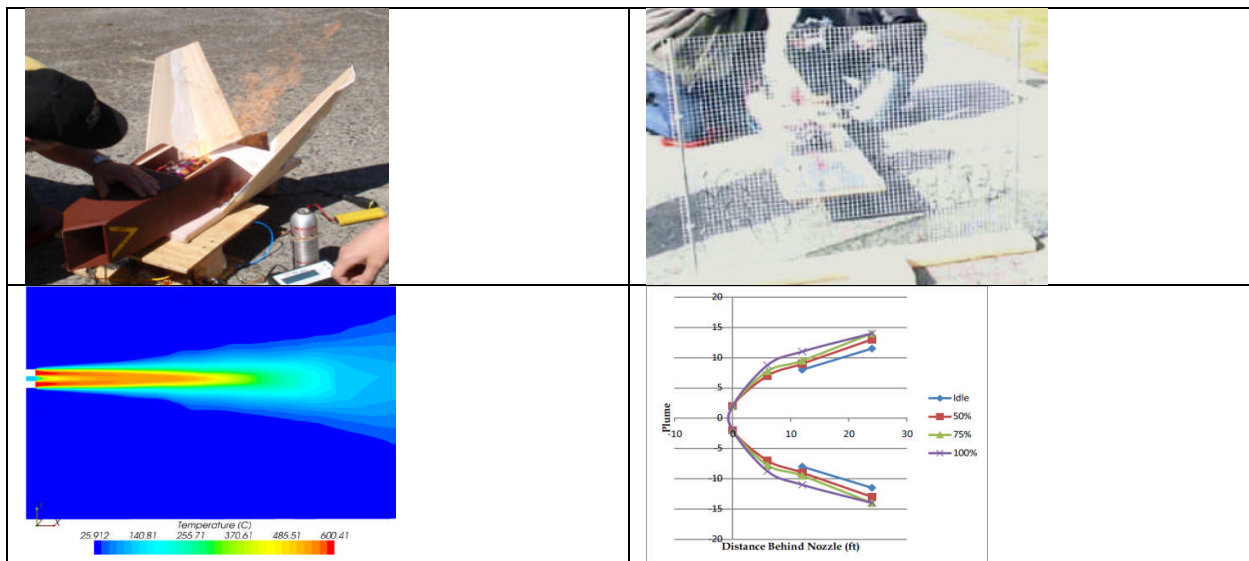 Temperature (C)
25.912 140.81 255.71 370.61 485.51 600.41
20
15
10
5
0
-5
-10
-15
-20
-10 0 10 20 30
Plume
Distance Behind Nozzle (ft)
Idle
50%
75%
100%